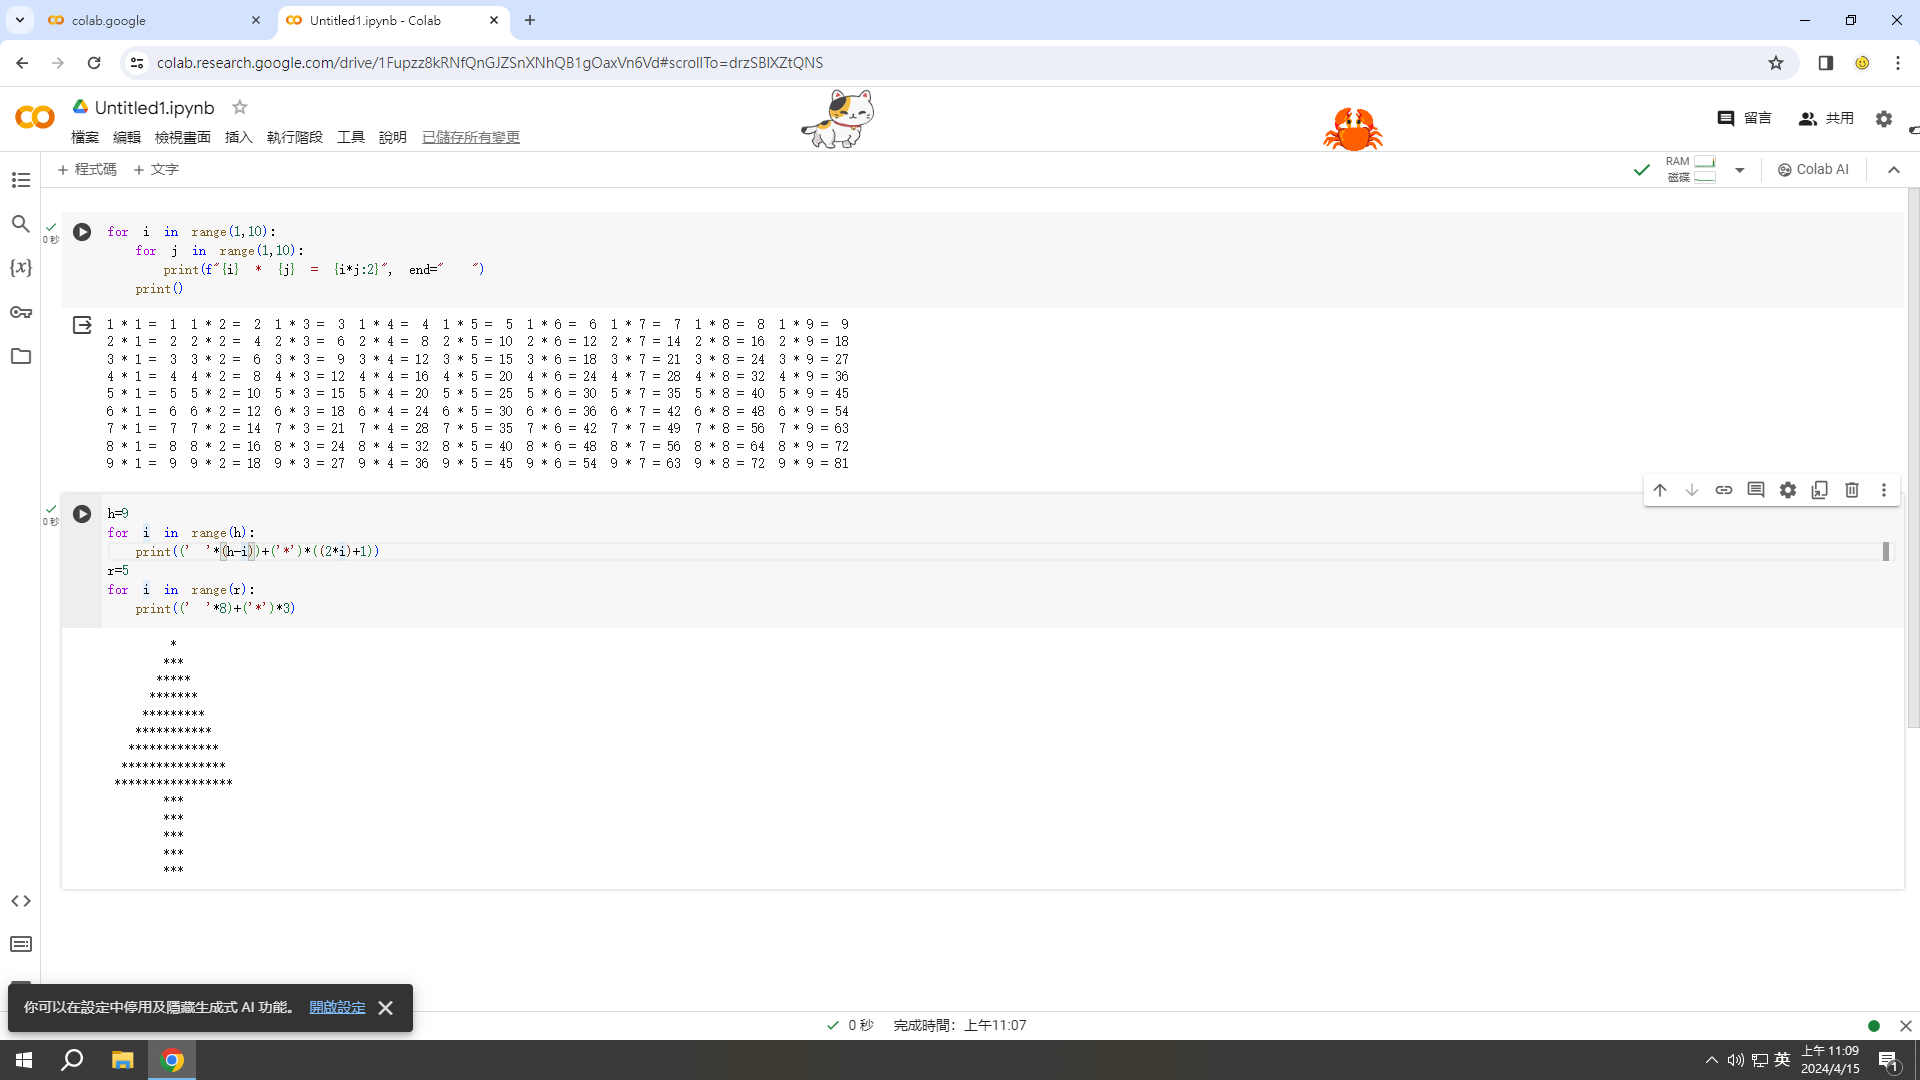 colab.google
Untitled1.ipynb - Colab
colab.research.google.com/drive/1Fupzz8kRNfQnGJZSnXNhQB1gOaxVn6Vd#scrollTo=drzSBlXZtQNS
Untitled1.ipynb
檔案 編輯 檢視畫面 插入 執行階段 工具 說明 已儲存所有變更
留言 共用
+ 程式碼 + 文字
RAM
磁碟
Colab AI
0 秒
for i in range(1,10):
    for j in range(1,10):
        print(f"{i} * {j} = {i*j:2}", end="  ")
    print()
1 * 1 =  1  1 * 2 =  2  1 * 3 =  3  1 * 4 =  4  1 * 5 =  5  1 * 6 =  6  1 * 7 =  7  1 * 8 =  8  1 * 9 =  9
2 * 1 =  2  2 * 2 =  4  2 * 3 =  6  2 * 4 =  8  2 * 5 = 10  2 * 6 = 12  2 * 7 = 14  2 * 8 = 16  2 * 9 = 18
3 * 1 =  3  3 * 2 =  6  3 * 3 =  9  3 * 4 = 12  3 * 5 = 15  3 * 6 = 18  3 * 7 = 21  3 * 8 = 24  3 * 9 = 27
4 * 1 =  4  4 * 2 =  8  4 * 3 = 12  4 * 4 = 16  4 * 5 = 20  4 * 6 = 24  4 * 7 = 28  4 * 8 = 32  4 * 9 = 36
5 * 1 =  5  5 * 2 = 10  5 * 3 = 15  5 * 4 = 20  5 * 5 = 25  5 * 6 = 30  5 * 7 = 35  5 * 8 = 40  5 * 9 = 45
6 * 1 =  6  6 * 2 = 12  6 * 3 = 18  6 * 4 = 24  6 * 5 = 30  6 * 6 = 36  6 * 7 = 42  6 * 8 = 48  6 * 9 = 54
7 * 1 =  7  7 * 2 = 14  7 * 3 = 21  7 * 4 = 28  7 * 5 = 35  7 * 6 = 42  7 * 7 = 49  7 * 8 = 56  7 * 9 = 63
8 * 1 =  8  8 * 2 = 16  8 * 3 = 24  8 * 4 = 32  8 * 5 = 40  8 * 6 = 48  8 * 7 = 56  8 * 8 = 64  8 * 9 = 72
9 * 1 =  9  9 * 2 = 18  9 * 3 = 27  9 * 4 = 36  9 * 5 = 45  9 * 6 = 54  9 * 7 = 63  9 * 8 = 72  9 * 9 = 81
0 秒
h=9
for i in range(h):
    print((' '*(h-i))+('*')*((2*i)+1))
r=5
for i in range(r):
    print((' '*8)+('*')*3)
         *
        ***
       *****
      *******
     *********
    ***********
   *************
  ***************
 *****************
        ***
        ***
        ***
        ***
        ***
你可以在設定中停用及隱藏生成式 AI 功能。 開啟設定
0 秒 完成時間：上午11:07
英
上午 11:09
2024/4/15
1